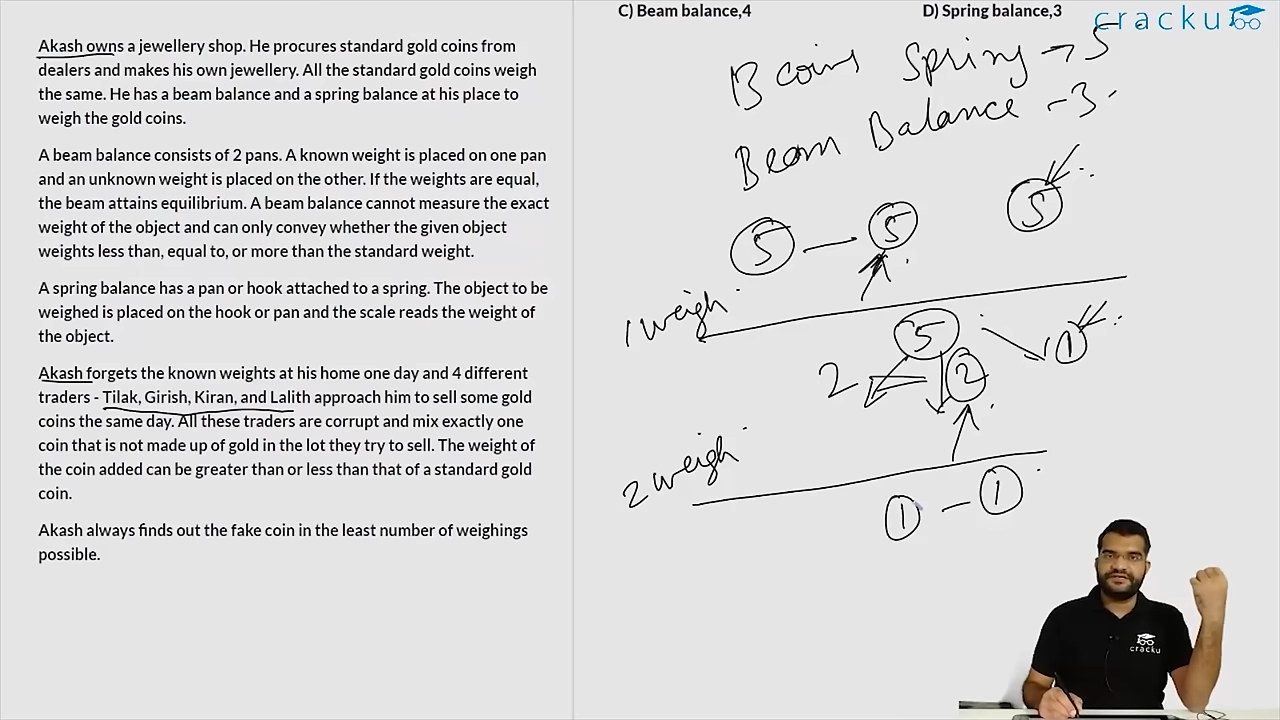 C) Beam balance,4
D) Spring balance,3
cracku
Akash owns a jewellery shop. He procures standard gold coins from
dealers and makes his own jewellery. All the standard gold coins weigh
the same. He has a beam balance and a spring balance at his place to
weigh the gold coins.
A beam balance consists of 2 pans. A known weight is placed on one pan
and an unknown weight is placed on the other. If the weights are equal,
the beam attains equilibrium. A beam balance cannot measure the exact
weight of the object and can only convey whether the given object
weights less than, equal to, or more than the standard weight.
A spring balance has a pan or hook attached to a spring. The object to be
weighed is placed on the hook or pan and the scale reads the weight of
the object.
Akash forgets the known weights at his home one day and 4 different
traders - Tilak, Girish, Kiran, and Lalith approach him to sell some gold
coins the same day. All these traders are corrupt and mix exactly one
coin that is not made up of gold in the lot they try to sell. The weight of
the coin added can be greater than or less than that of a standard gold
coin.
Akash always finds out the fake coin in the least number of weighings
possible.
coins Spring → 5
Beam Balance - 3
5 - 5 5
1 weigh
5
2 2 1
2 weigh
1 - 1
cracku